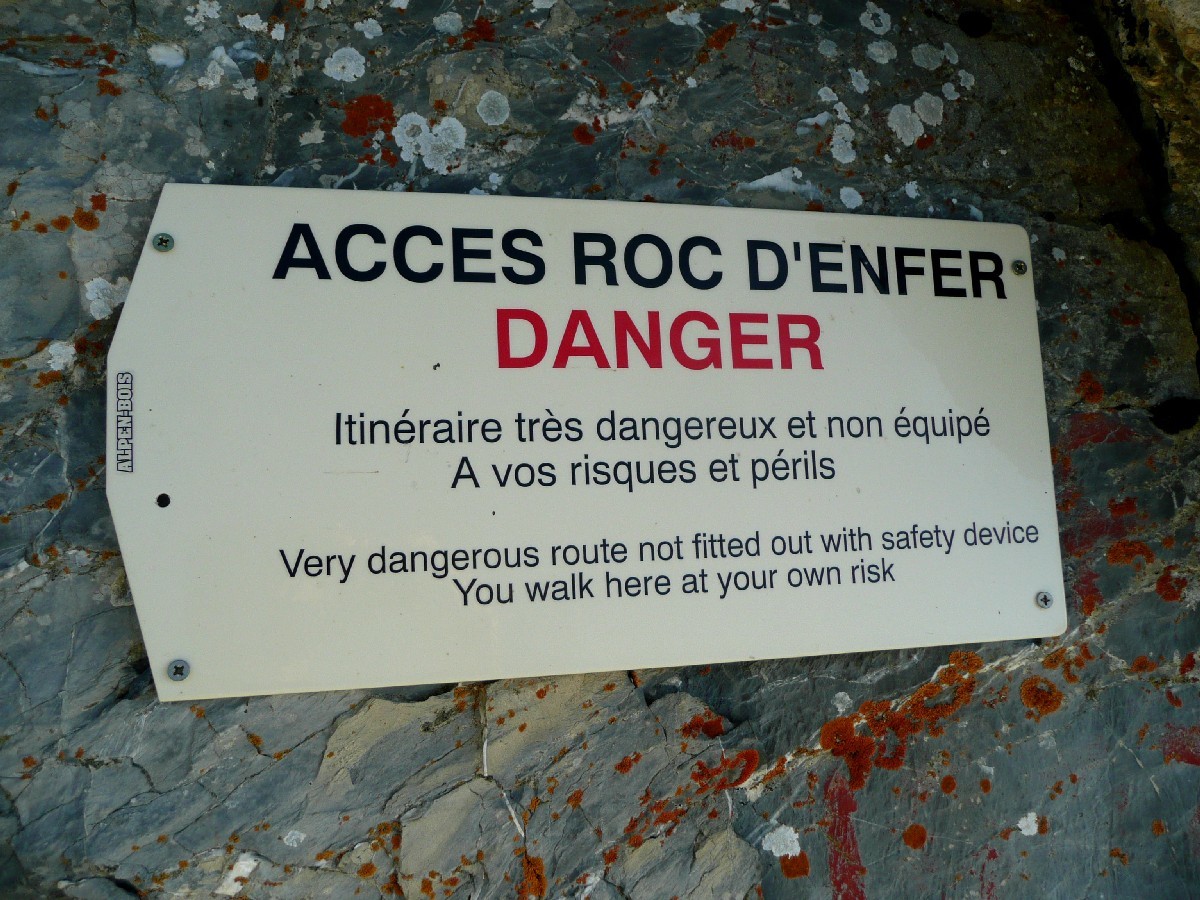 ACCES ROC D'ENFER
DANGER
Itinéraire très dangereux et non équipé
A vos risques et périls
Very dangerous route not fitted out with safety device
You walk here at your own risk
ALPEN-BOIS